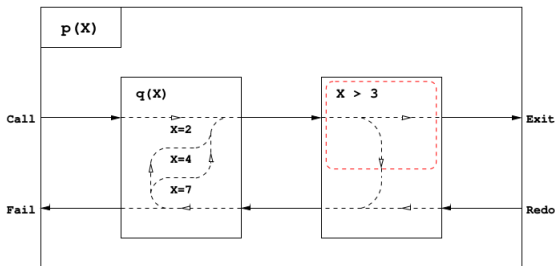 p(X)
q(X)
X > 3
Call
Exit
X=2
X=4
X=7
Fail
Redo